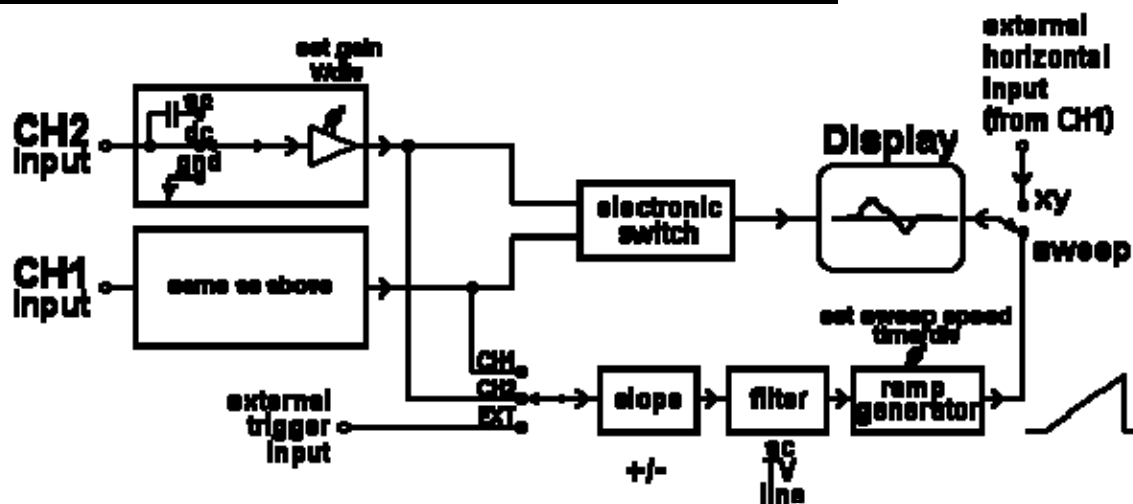 set gain
V/div
ac
dc
gnd
CH2
input
CH1
input
same as above
electronic
switch
Display
external
horizontal
input
(from CH1)
xy
sweep
set sweep speed
time/div
CH1
CH2
EXT
external
trigger
input
slope
+/-
filter
ac
TV
line
ramp
generator